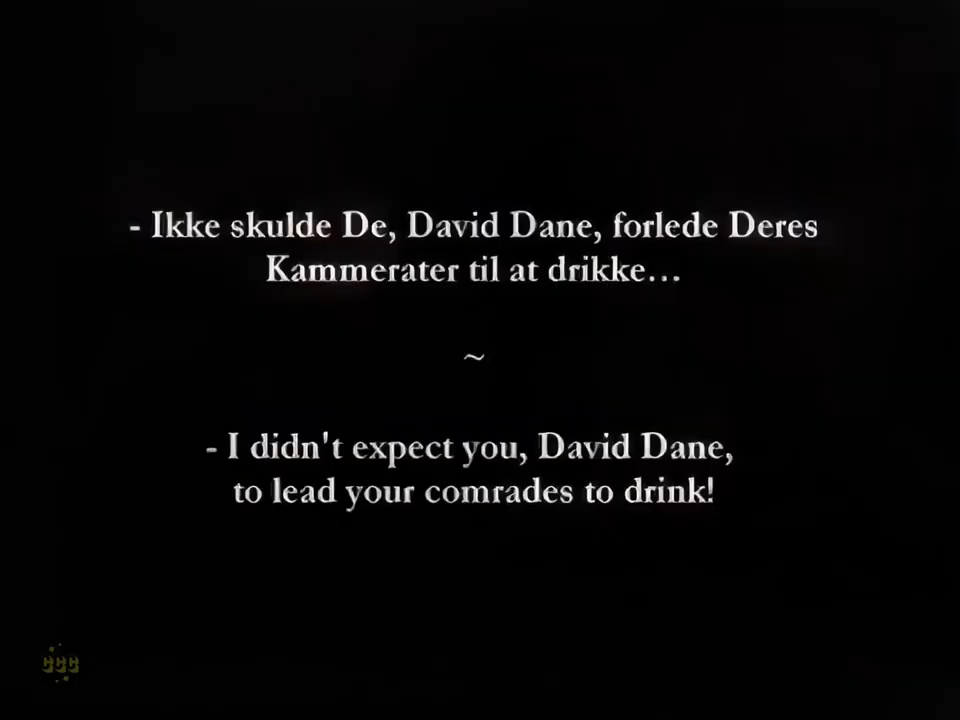 - Ikke skulde De, David Dane, forlede Deres
Kammerater til at drikke...
~
- I didn't expect you, David Dane,
to lead your comrades to drink!
CCC